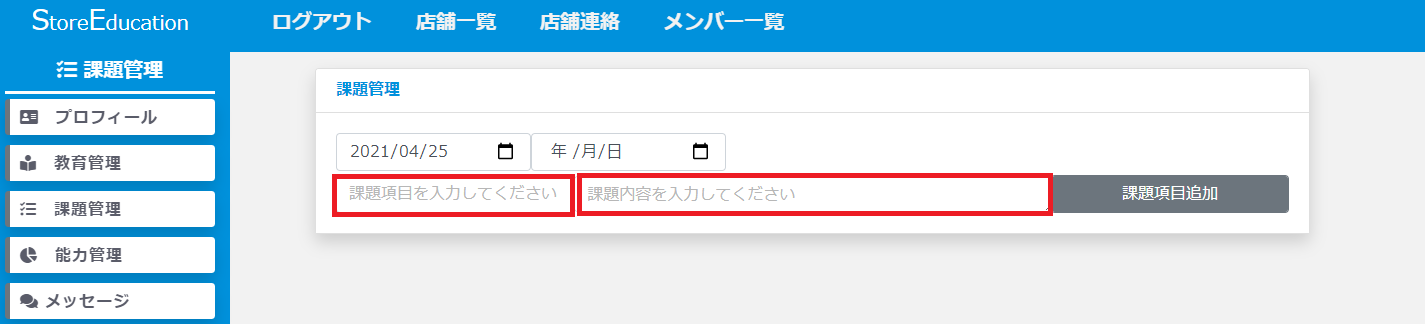 StoreEducation
ログアウト 店舗一覧 店舗連絡 メンバー一覧
課題管理
プロフィール
教育管理
課題管理
能力管理
メッセージ
課題管理
2021/04/25 年 /月/日
課題項目を入力してください 課題内容を入力してください 課題項目追加